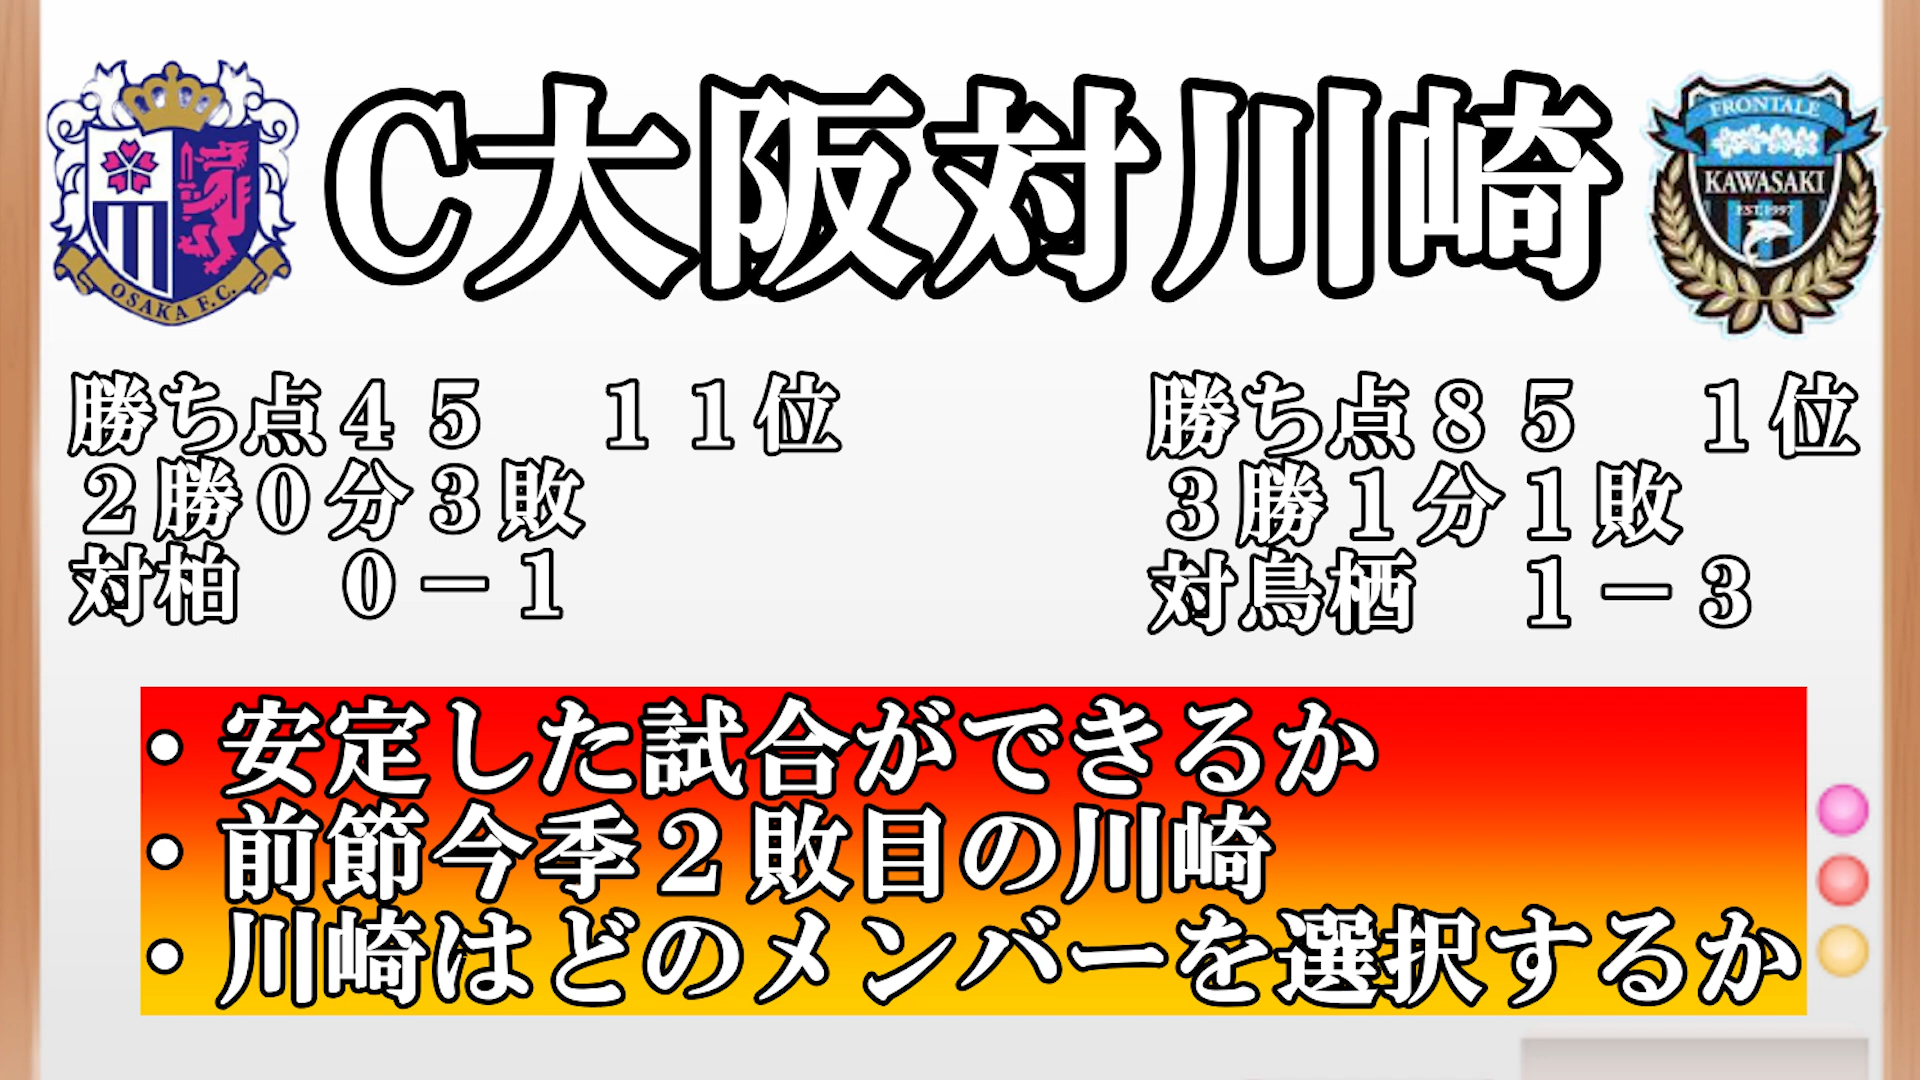 C大阪対川崎
OSAKA F.C.
FRONTALE
KAWASAKI
EST.1997
勝ち点４５　１１位
２勝０分３敗
対柏　０－１
勝ち点８５　１位
３勝１分１敗
対鳥栖　１－３
・安定した試合ができるか
・前節今季２敗目の川崎
・川崎はどのメンバーを選択するか